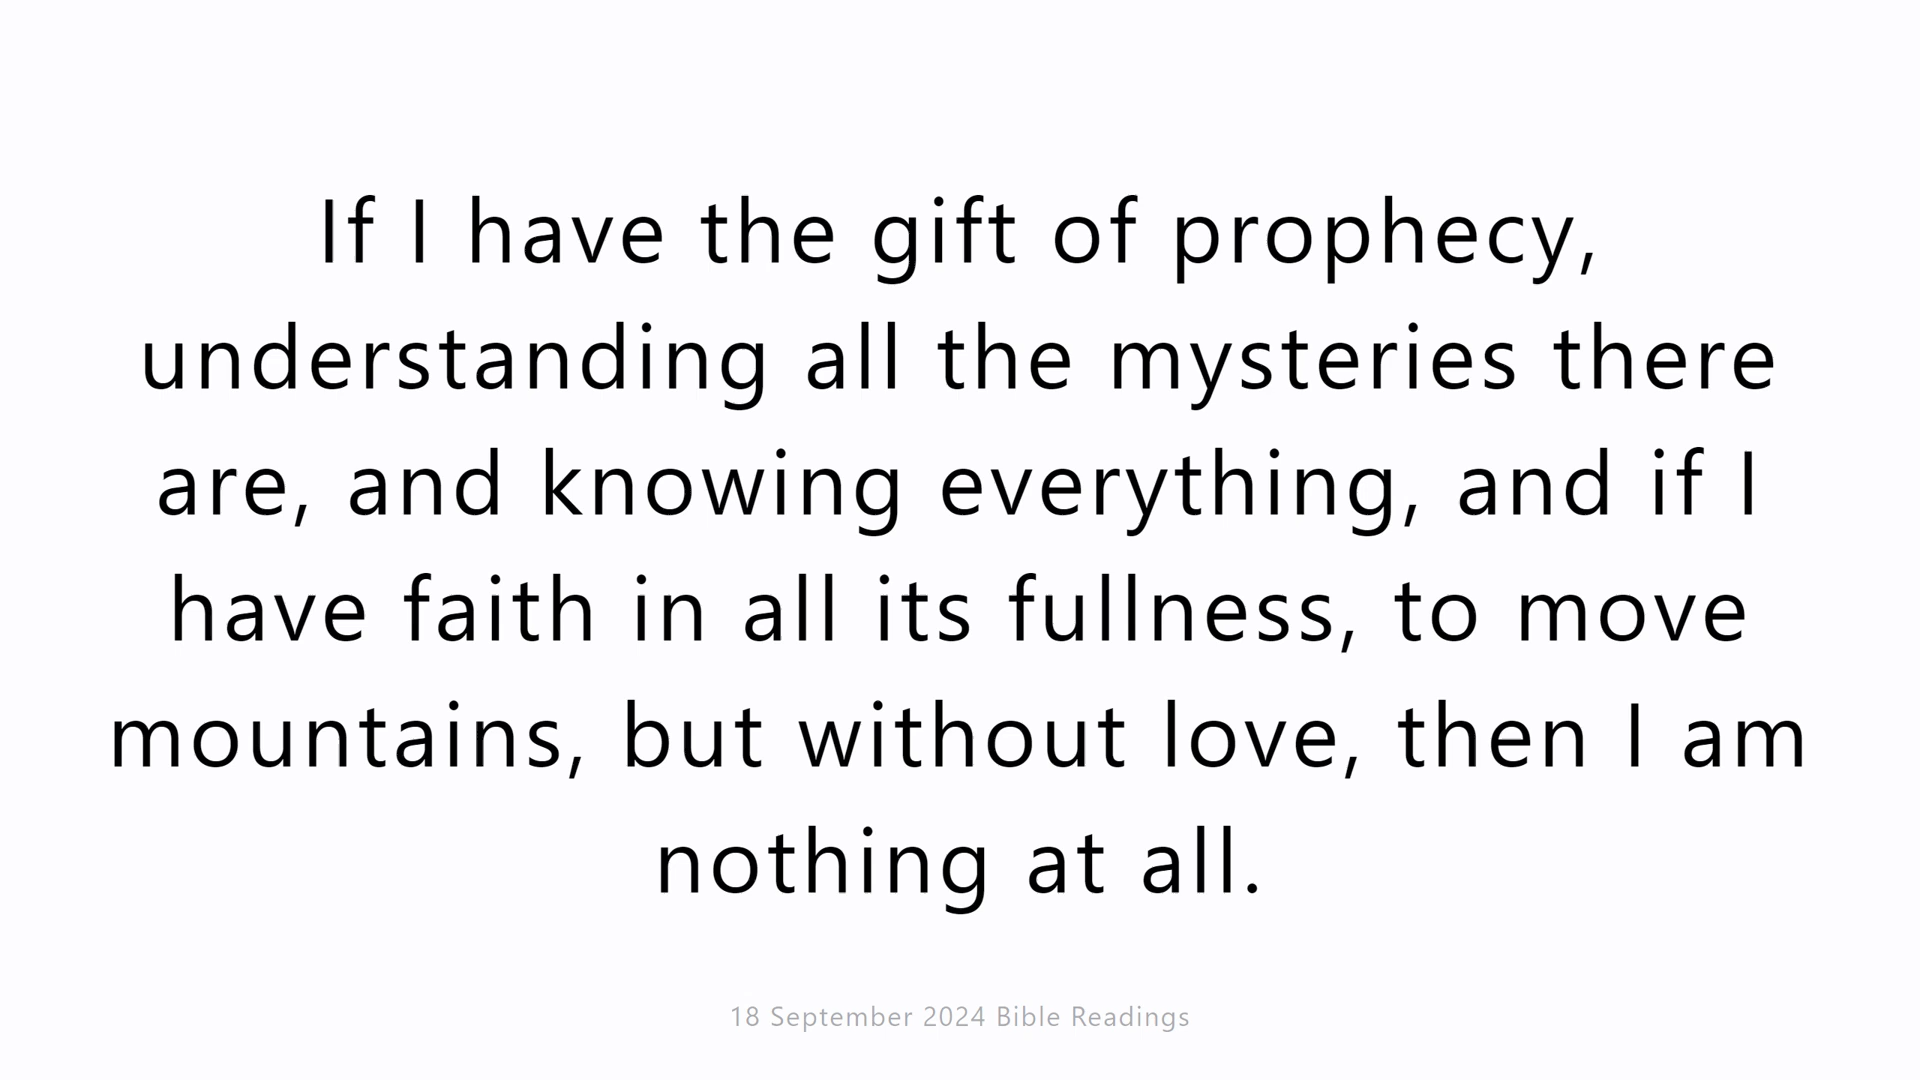 If I have the gift of prophecy,
understanding all the mysteries there
are, and knowing everything, and if I
have faith in all its fullness, to move
mountains, but without love, then I am
nothing at all.
18 September 2024 Bible Readings